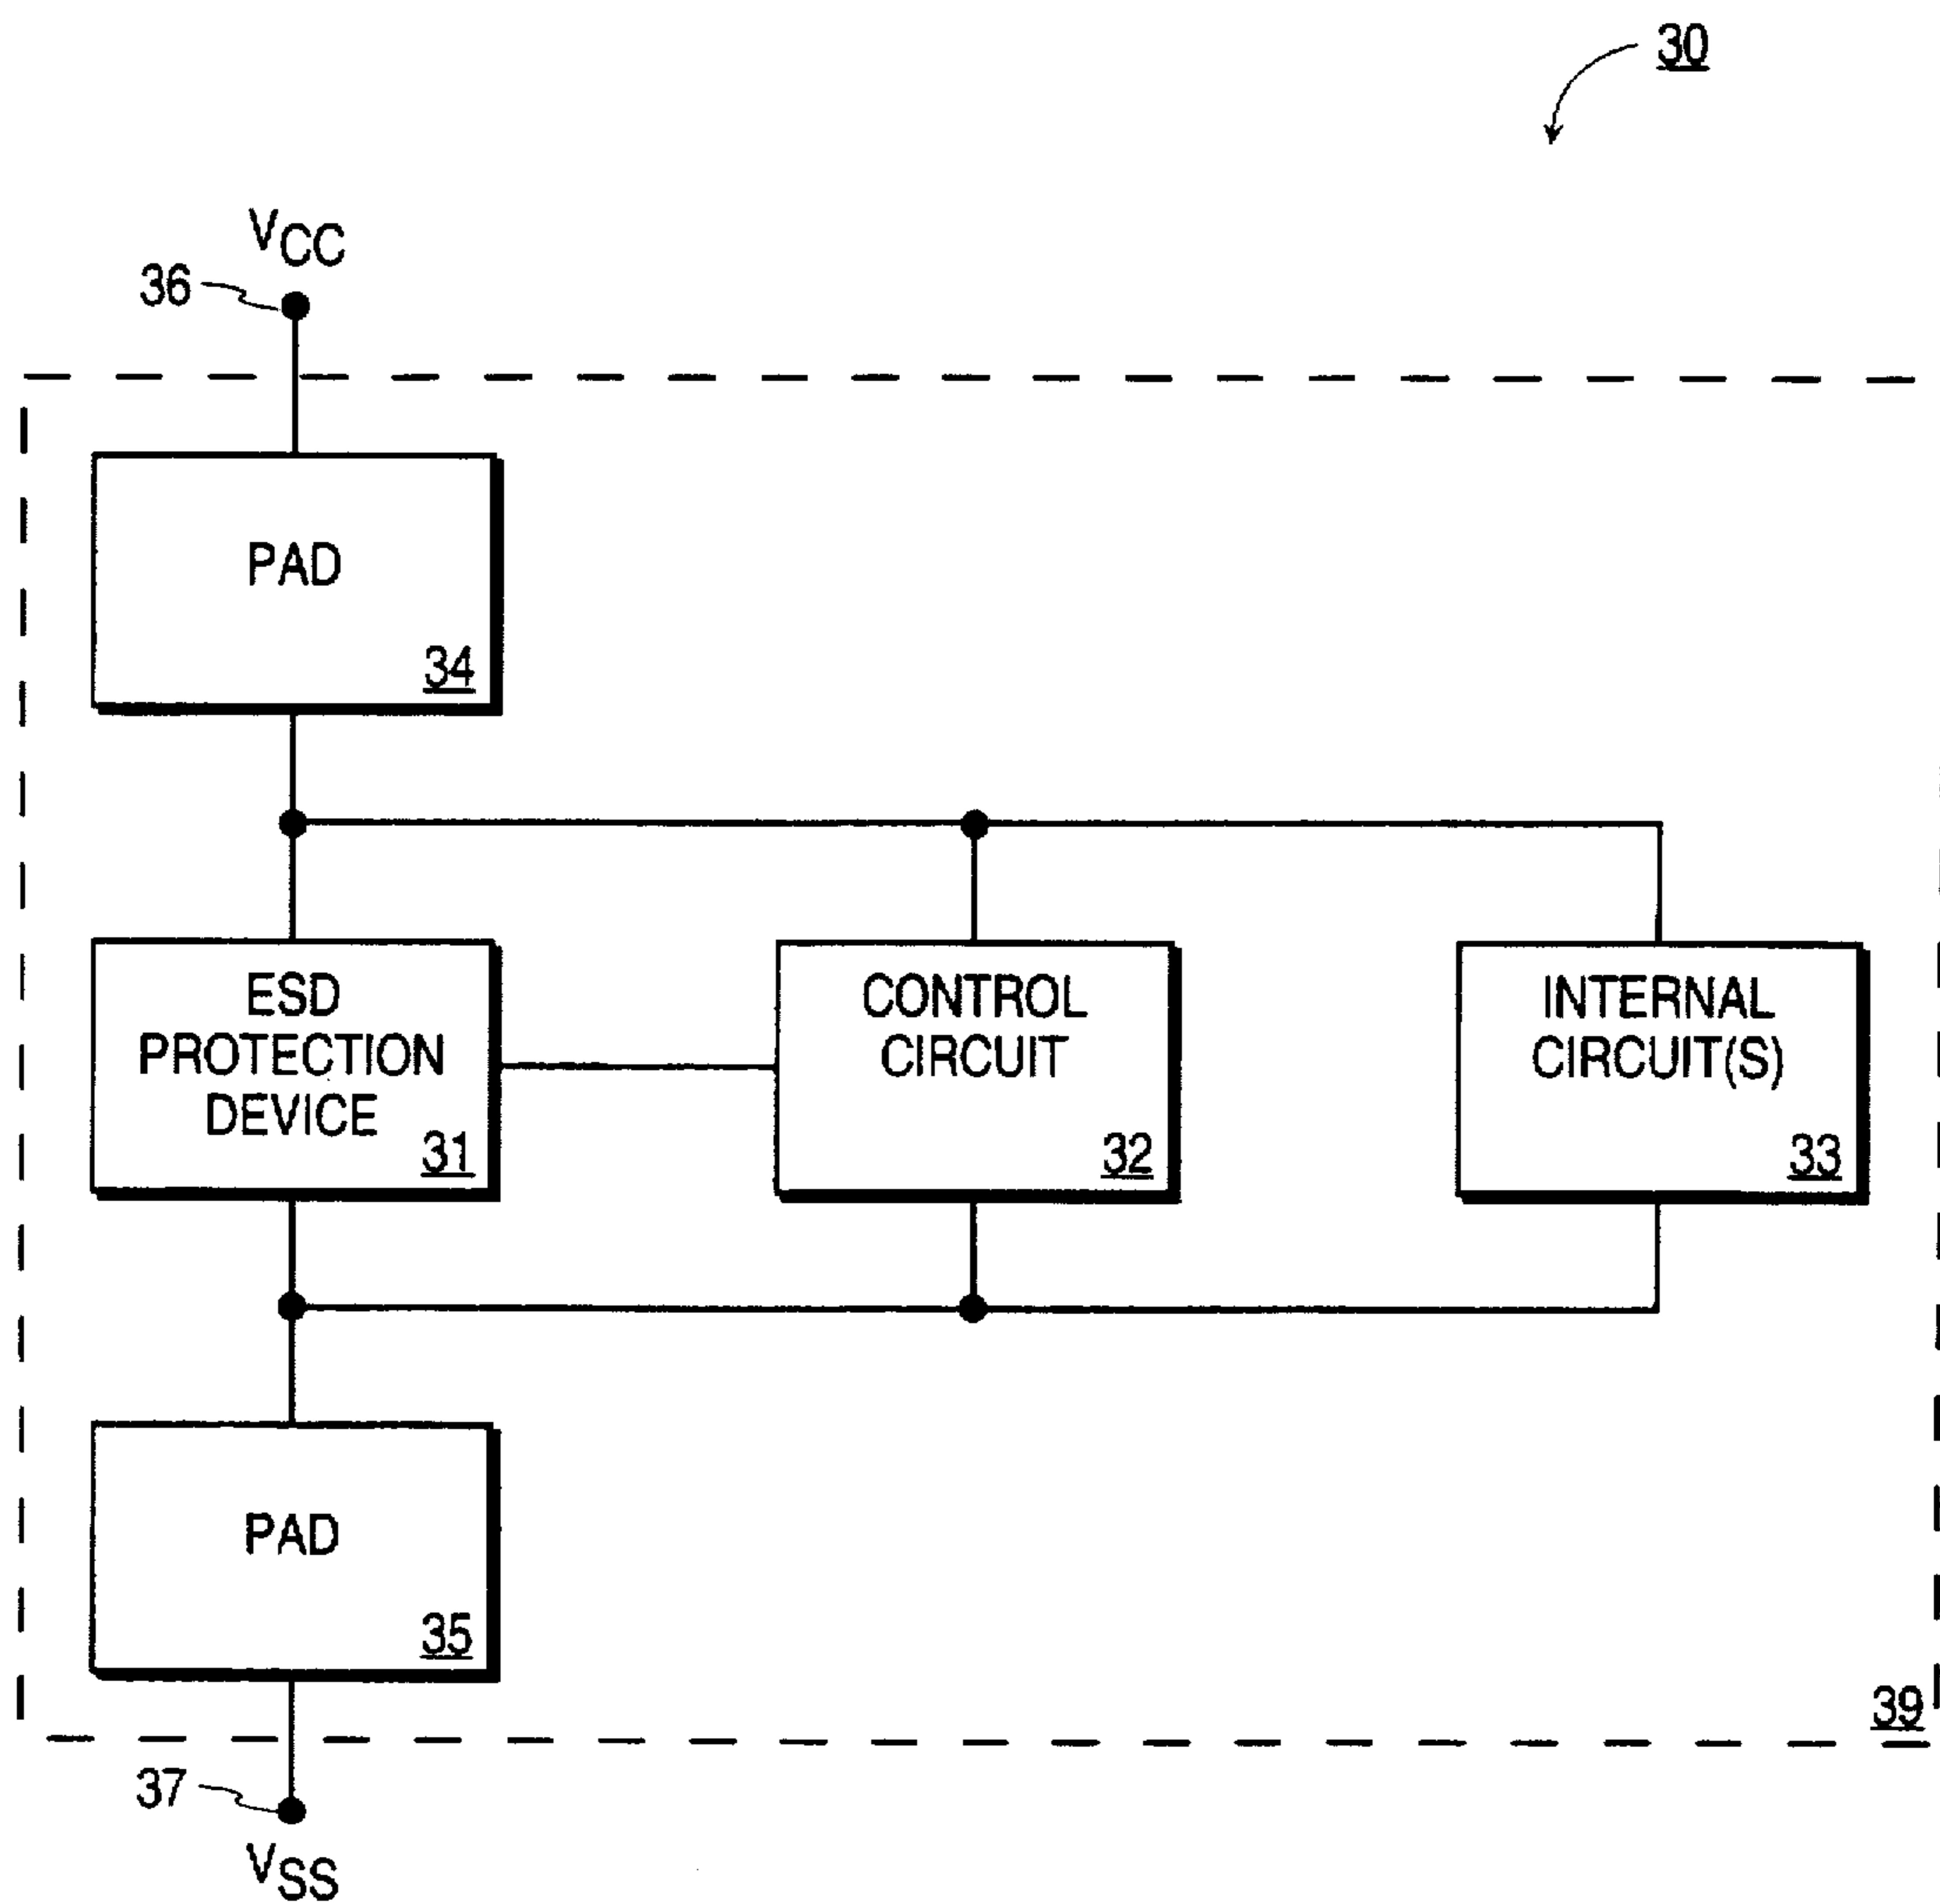 30
VCC
36
PAD
34
ESD
PROTECTION
DEVICE
31
CONTROL
CIRCUIT
32
INTERNAL
CIRCUIT(S)
33
PAD
35
39
37
VSS